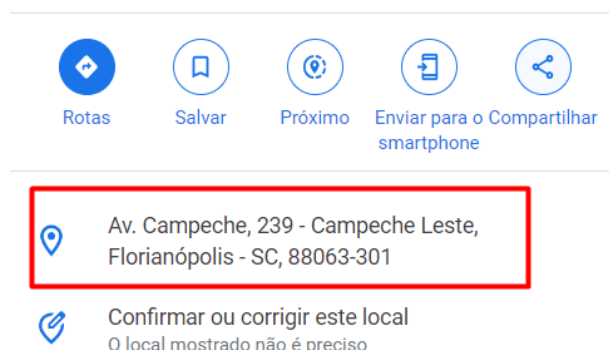 Rotas
Salvar
Próximo
Enviar para o smartphone
Compartilhar
Av. Campeche, 239 - Campeche Leste,
Florianópolis - SC, 88063-301
Confirmar ou corrigir este local
O local mostrado não é preciso